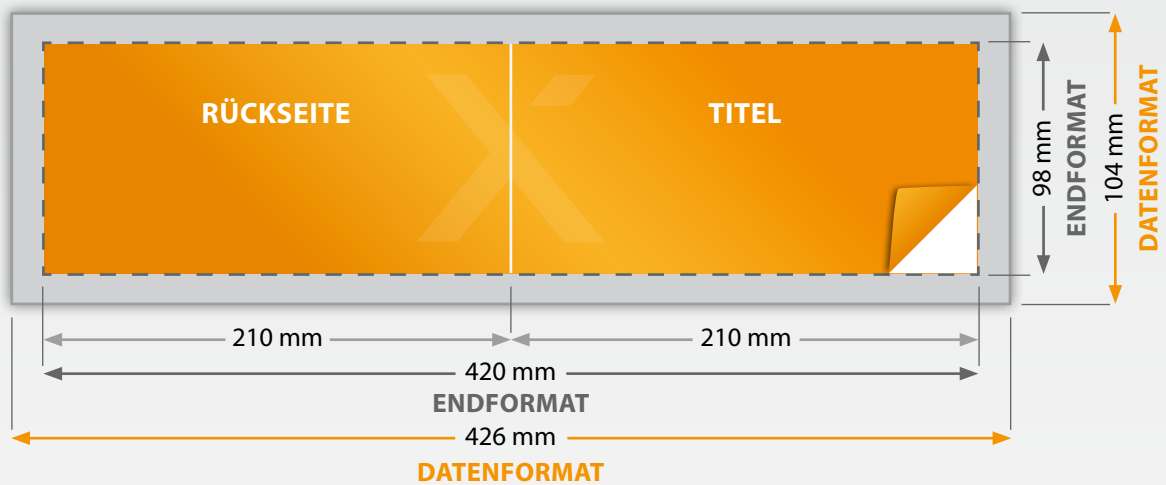 RÜCKSEITE
TITEL
98 mm
ENDFORMAT
104 mm
DATENFORMAT
210 mm
210 mm
420 mm
ENDFORMAT
426 mm
DATENFORMAT